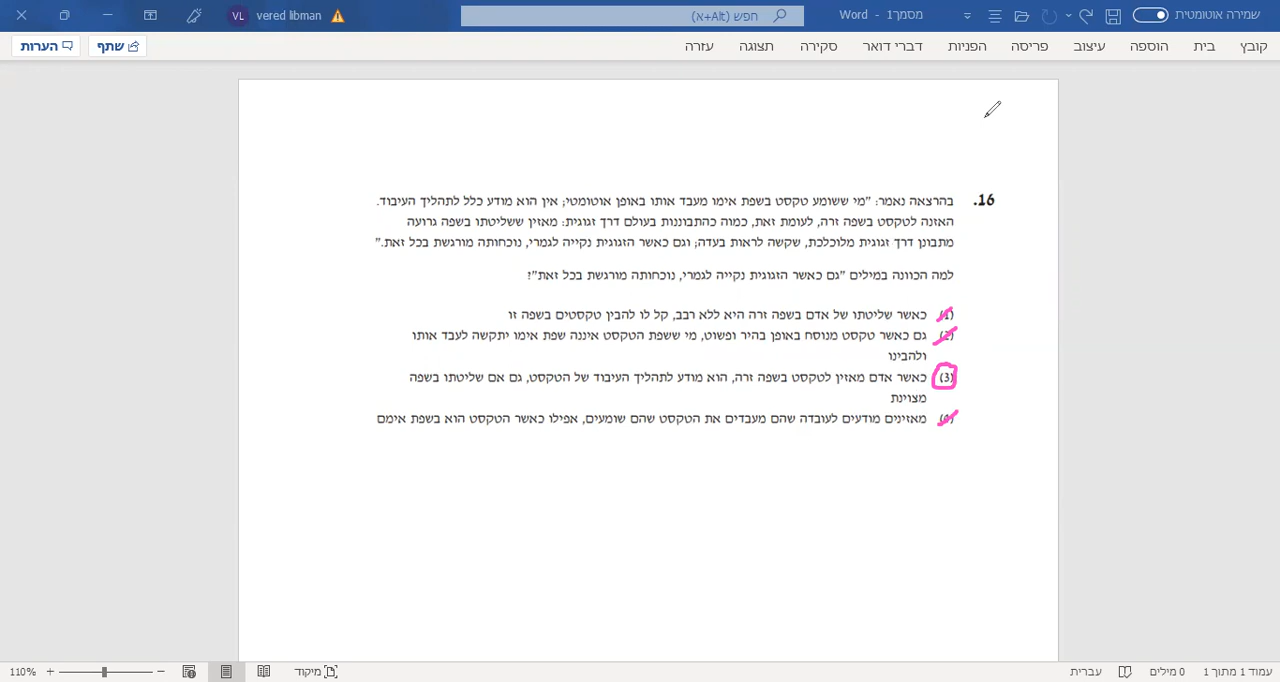 שמירה אוטומטית מסמך1 - Word חפש (Alt+א) vered libman VL
קובץ בית הוספה עיצוב פריסה הפניות דברי דואר סקירה תצוגה עזרה שתף הערות
16. בהרצאה נאמר: "מי ששומע טקסט בשפת אימו מעבד אותו באופן אוטומטי; אין הוא מודע כלל לתהליך העיבוד.
האזנה לטקסט בשפה זרה, לעומת זאת, כמוה כהתבוננות בעולם דרך זגוגית: מאזין ששליטתו בשפה גרועה
מתבונן דרך זגוגית מלוכלכת, שקשה לראות בעדה; וגם כאשר הזגוגית נקייה לגמרי, נוכחותה מורגשת בכל זאת."
למה הכוונה במילים "גם כאשר הזגוגית נקייה לגמרי, נוכחותה מורגשת בכל זאת"?
(1) כאשר שליטתו של אדם בשפה זרה היא ללא רבב, קל לו להבין טקסטים בשפה זו
(2) גם כאשר טקסט מנוסח באופן בהיר ופשוט, מי ששפת הטקסט איננה שפת אימו יתקשה לעבד אותו
ולהבינו
(3) כאשר אדם מאזין לטקסט בשפה זרה, הוא מודע לתהליך העיבוד של הטקסט, גם אם שליטתו בשפה
מצוינת
(4) מאזינים מודעים לעובדה שהם מעבדים את הטקסט שהם שומעים, אפילו כאשר הטקסט הוא בשפת אימם
עמוד 1 מתוך 1 0 מילים עברית מיקוד 110%